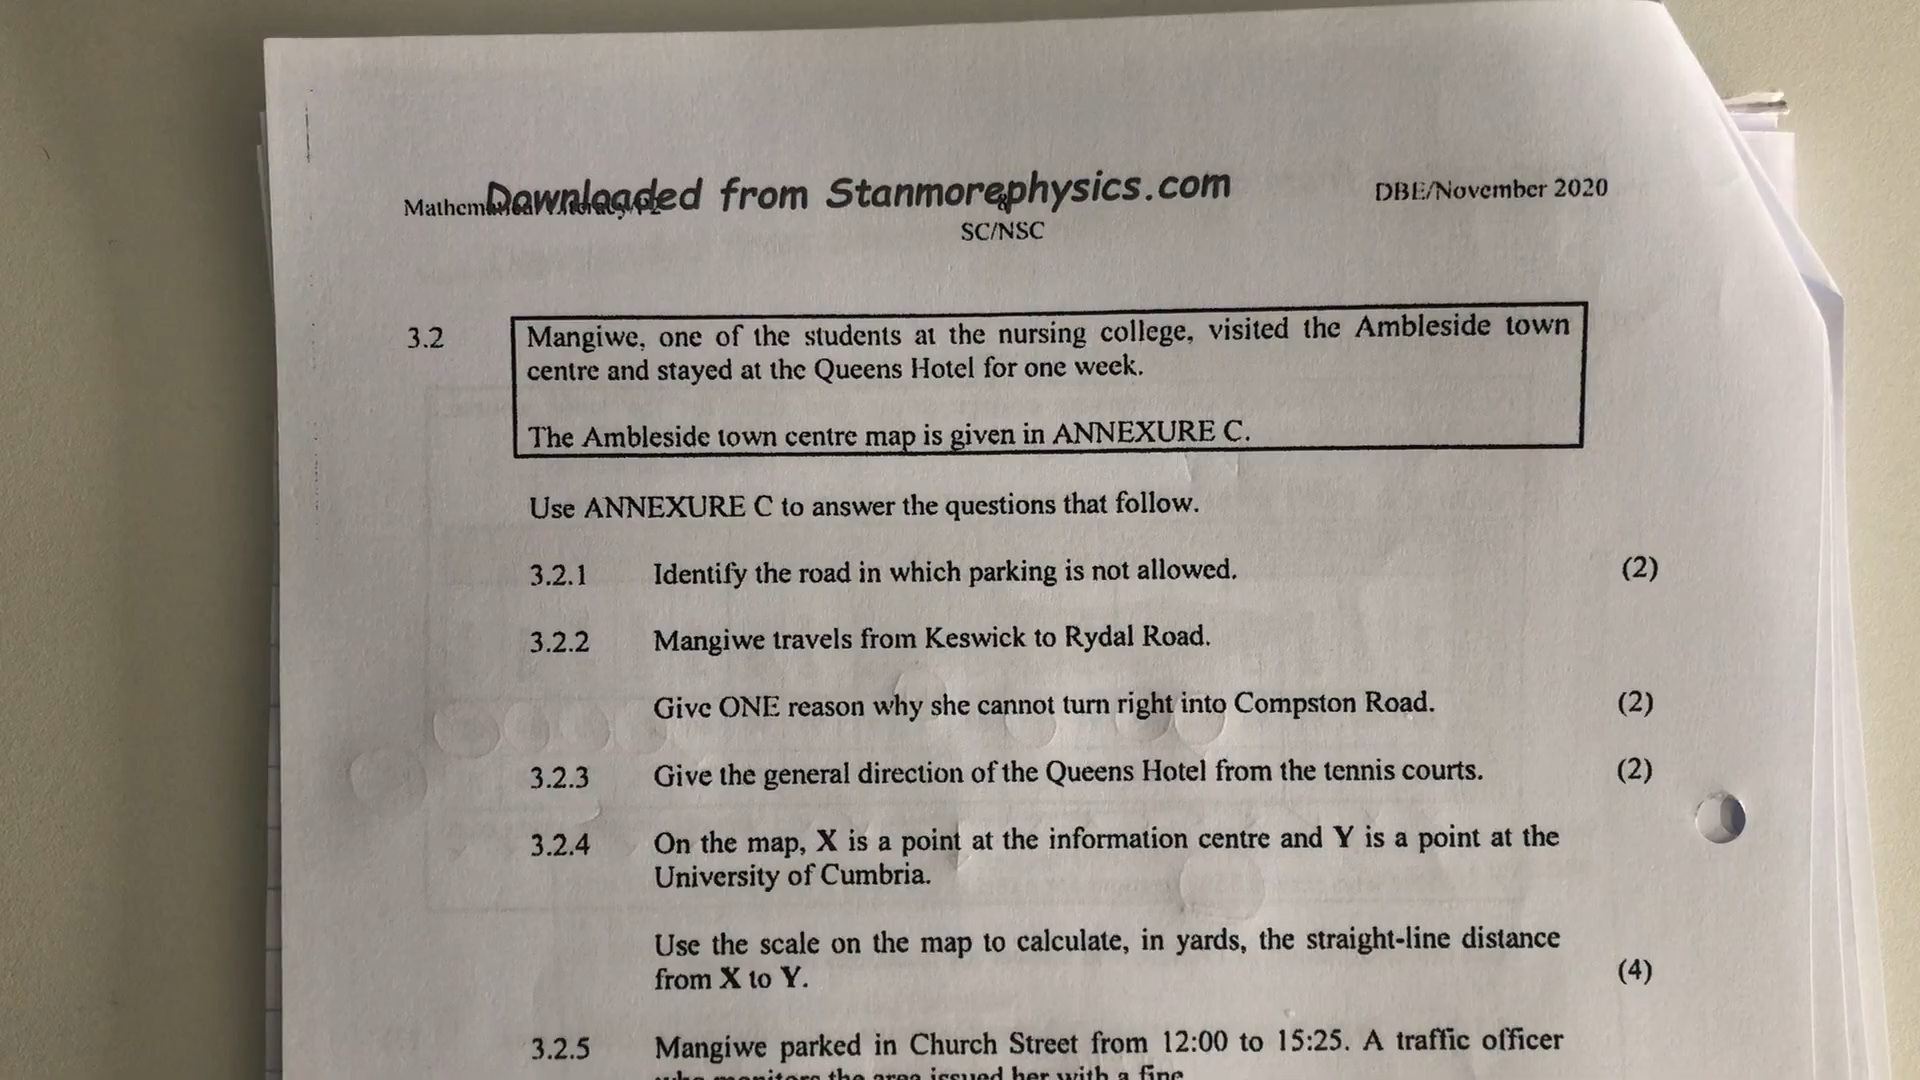 Downloaded from Stanmorephysics.com
DBE/November 2020
SC/NSC
3.2 Mangiwe, one of the students at the nursing college, visited the Ambleside town
centre and stayed at the Queens Hotel for one week.
The Ambleside town centre map is given in ANNEXURE C.
Use ANNEXURE C to answer the questions that follow.
3.2.1 Identify the road in which parking is not allowed. (2)
3.2.2 Mangiwe travels from Keswick to Rydal Road.
Give ONE reason why she cannot turn right into Compston Road. (2)
3.2.3 Give the general direction of the Queens Hotel from the tennis courts. (2)
3.2.4 On the map, X is a point at the information centre and Y is a point at the
University of Cumbria.
Use the scale on the map to calculate, in yards, the straight-line distance
from X to Y. (4)
3.2.5 Mangiwe parked in Church Street from 12:00 to 15:25. A traffic officer
who monitors the area issued her with a fine